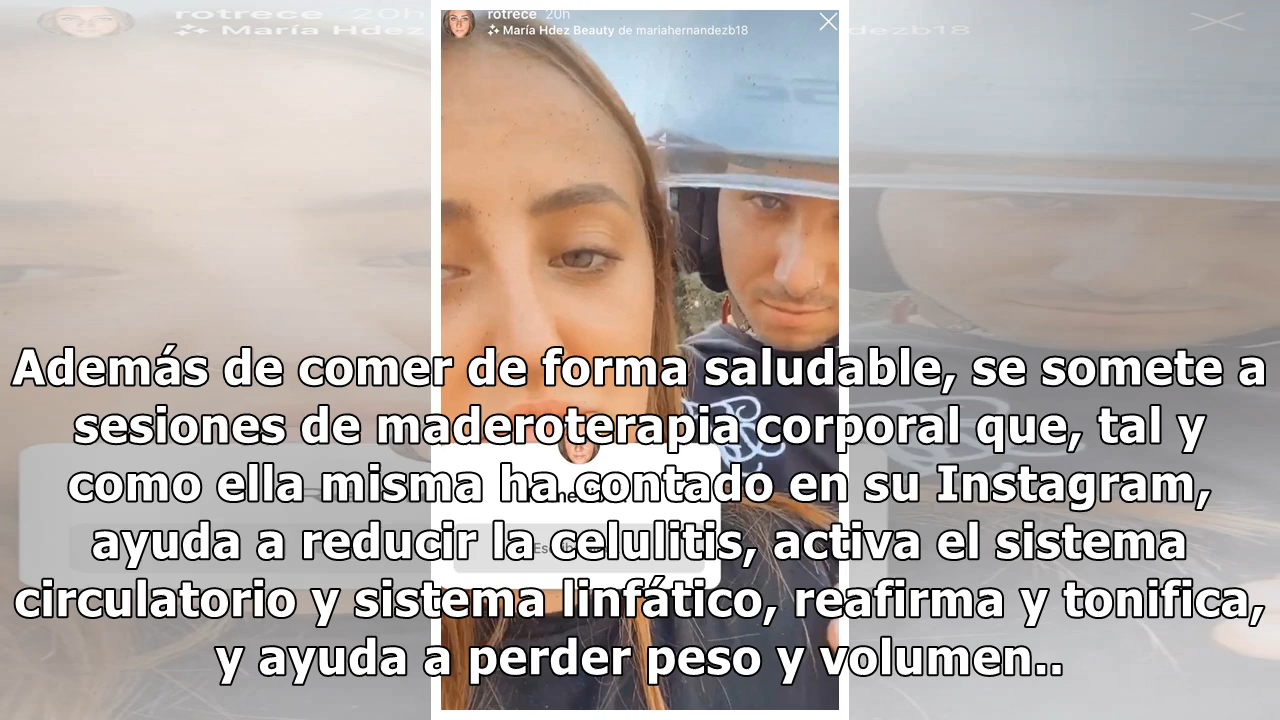 rotrece 20h
María Hdez Beauty de mariahernandezb18
Además de comer de forma saludable, se somete a
sesiones de maderoterapia corporal que, tal y
como ella misma ha contado en su Instagram,
ayuda a reducir la celulitis, activa el sistema
circulatorio y sistema linfático, reafirma y tonifica,
y ayuda a perder peso y volumen..